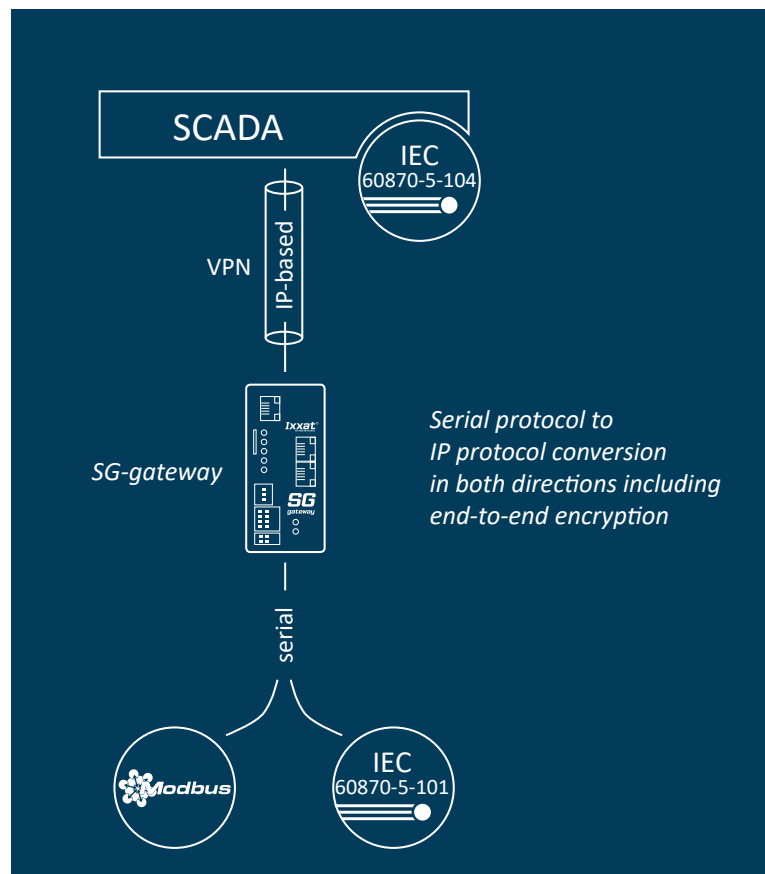 SCADA
IEC
60870-5-104
VPN
IP-based
Ixxat®
SG
gateway
SG-gateway
Serial protocol to
IP protocol conversion
in both directions including
end-to-end encryption
serial
Modbus
IEC
60870-5-101